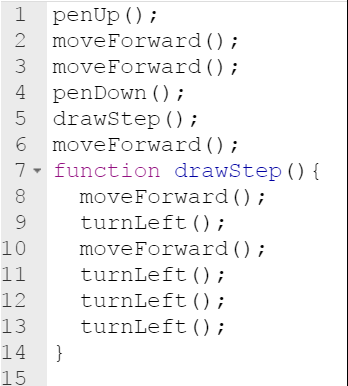 1 penUp();
2 moveForward();
3 moveForward();
4 penDown();
5 drawStep();
6 moveForward();
7 function drawStep(){
8   moveForward();
9   turnLeft();
10   moveForward();
11   turnLeft();
12   turnLeft();
13   turnLeft();
14 }
15